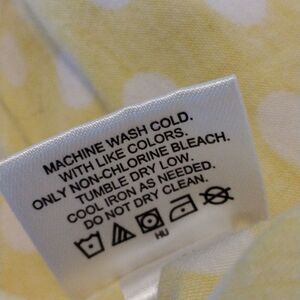 MACHINE WASH COLD.
WITH LIKE COLORS.
ONLY NON-CHLORINE BLEACH.
TUMBLE DRY LOW.
COOL IRON AS NEEDED.
DO NOT DRY CLEAN.
HU